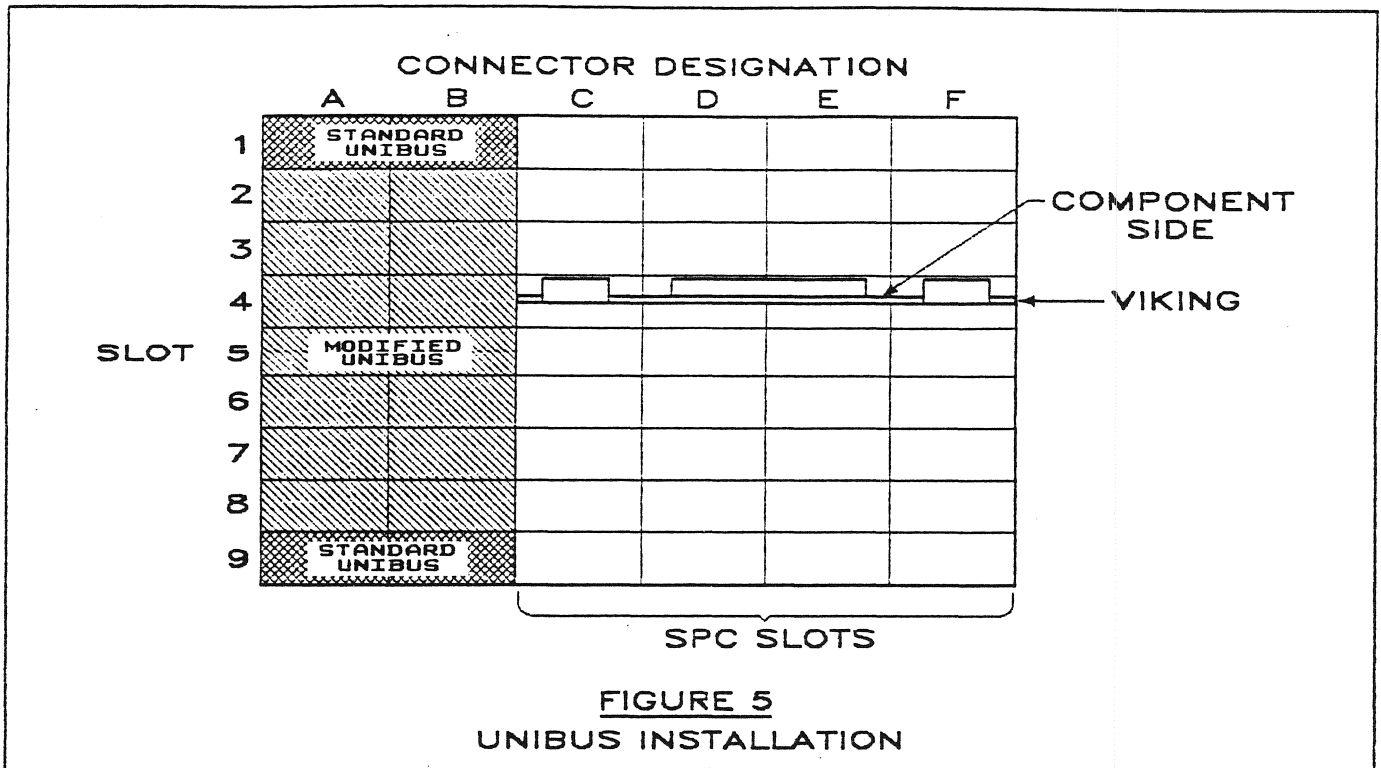 CONNECTOR DESIGNATION
A B C D E F
1 STANDARD
UNIBUS
2
3
COMPONENT
SIDE
4
VIKING
SLOT 5 MODIFIED
UNIBUS
6
7
8
9 STANDARD
UNIBUS
SPC SLOTS
FIGURE 5
UNIBUS INSTALLATION